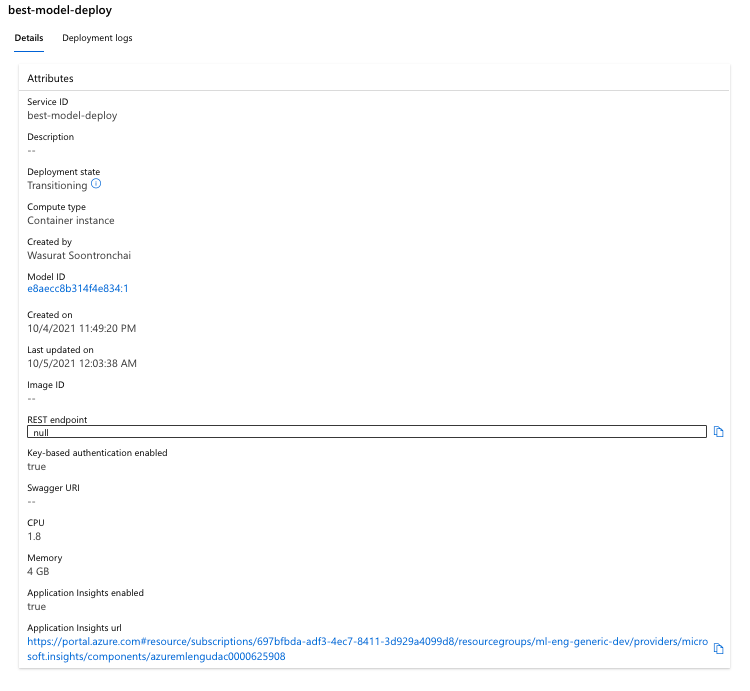 best-model-deploy
Details Deployment logs
Attributes
Service ID
best-model-deploy
Description
--
Deployment state
Transitioning
Compute type
Container instance
Created by
Wasurat Soontronchai
Model ID
e8aecc8b314f4e834:1
Created on
10/4/2021 11:49:20 PM
Last updated on
10/5/2021 12:03:38 AM
Image ID
--
REST endpoint
null
Key-based authentication enabled
true
Swagger URI
--
CPU
1.8
Memory
4 GB
Application Insights enabled
true
Application Insights url
https://portal.azure.com#resource/subscriptions/697bfbda-adf3-4ec7-8411-3d929a4099d8/resourcegroups/ml-eng-generic-dev/providers/micro
soft.insights/components/azuremlengudac0000625908